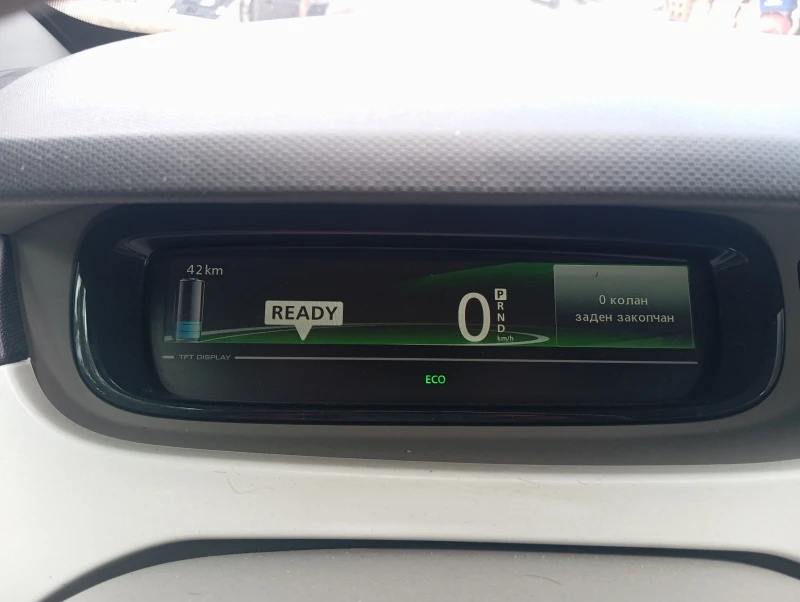 42km
READY
0
P
R
N
D
km/h
0 колан
заден закопчан
TFT DISPLAY
ECO